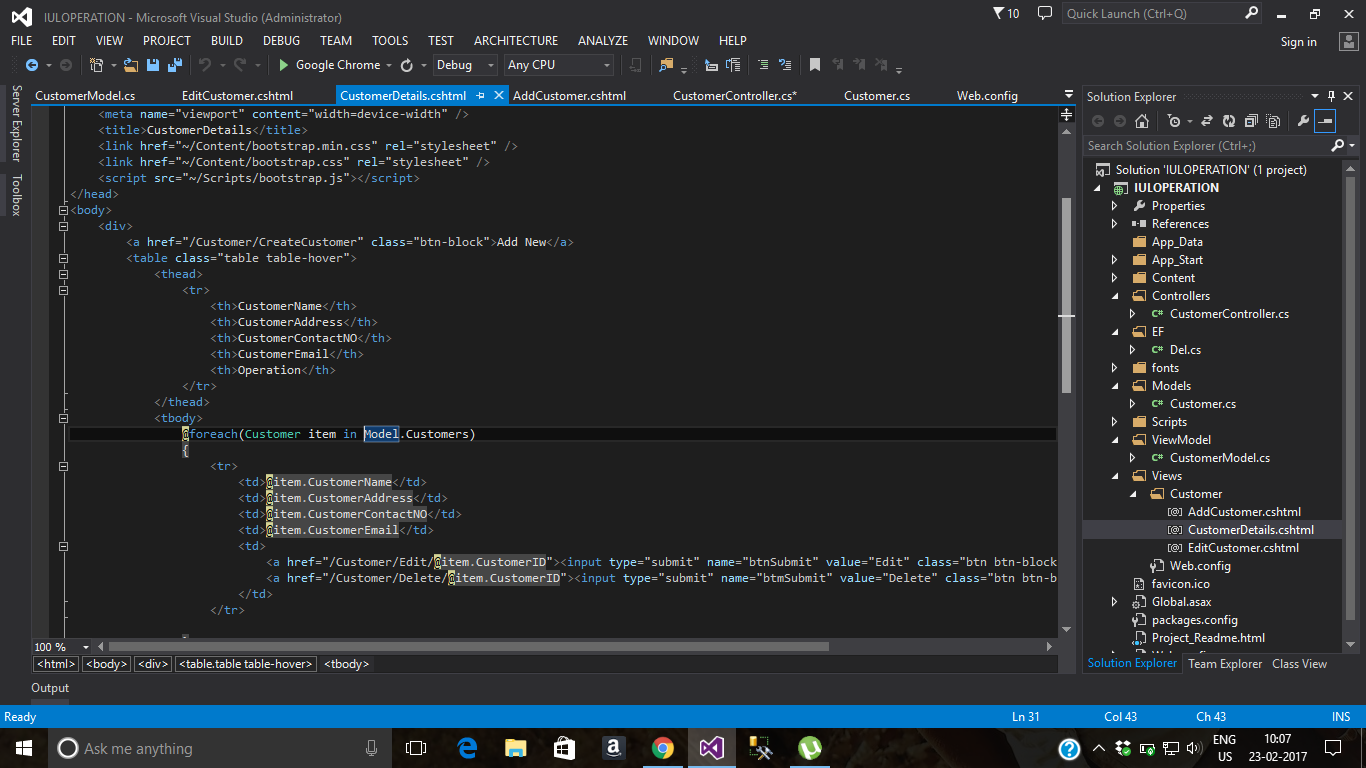 IULOPERATION - Microsoft Visual Studio (Administrator)
10
Quick Launch (Ctrl+Q)
FILE EDIT VIEW PROJECT BUILD DEBUG TEAM TOOLS TEST ARCHITECTURE ANALYZE WINDOW HELP
Sign in
Google Chrome Debug Any CPU
Server Explorer
Toolbox
CustomerModel.cs EditCustomer.cshtml CustomerDetails.cshtml AddCustomer.cshtml CustomerController.cs* Customer.cs Web.config
<meta name="viewport" content="width=device-width" />
<title>CustomerDetails</title>
<link href="~/Content/bootstrap.min.css" rel="stylesheet" />
<link href="~/Content/bootstrap.css" rel="stylesheet" />
<script src="~/Scripts/bootstrap.js"></script>
</head>
<body>
<div>
<a href="/Customer/CreateCustomer" class="btn-block">Add New</a>
<table class="table table-hover">
<thead>
<tr>
<th>CustomerName</th>
<th>CustomerAddress</th>
<th>CustomerContactNO</th>
<th>CustomerEmail</th>
<th>Operation</th>
</tr>
</thead>
<tbody>
@foreach(Customer item in Model.Customers)
{
<tr>
<td>@item.CustomerName</td>
<td>@item.CustomerAddress</td>
<td>@item.CustomerContactNO</td>
<td>@item.CustomerEmail</td>
<td>
<a href="/Customer/Edit/@item.CustomerID"><input type="submit" name="btnSubmit" value="Edit" class="btn btn-block
<a href="/Customer/Delete/@item.CustomerID"><input type="submit" name="btmSubmit" value="Delete" class="btn btn-b
</td>
</tr>
100 %
<html> <body> <div> <table.table table-hover> <tbody>
Solution Explorer
Search Solution Explorer (Ctrl+;)
Solution 'IULOPERATION' (1 project)
IULOPERATION
Properties
References
App_Data
App_Start
Content
Controllers
C# CustomerController.cs
EF
C# Del.cs
fonts
Models
C# Customer.cs
Scripts
ViewModel
C# CustomerModel.cs
Views
Customer
[@] AddCustomer.cshtml
[@] CustomerDetails.cshtml
[@] EditCustomer.cshtml
Web.config
favicon.ico
Global.asax
packages.config
Project_Readme.html
Solution Explorer Team Explorer Class View
Output
Ready
Ln 31 Col 43 Ch 43 INS
Ask me anything
ENG
US
10:07
23-02-2017